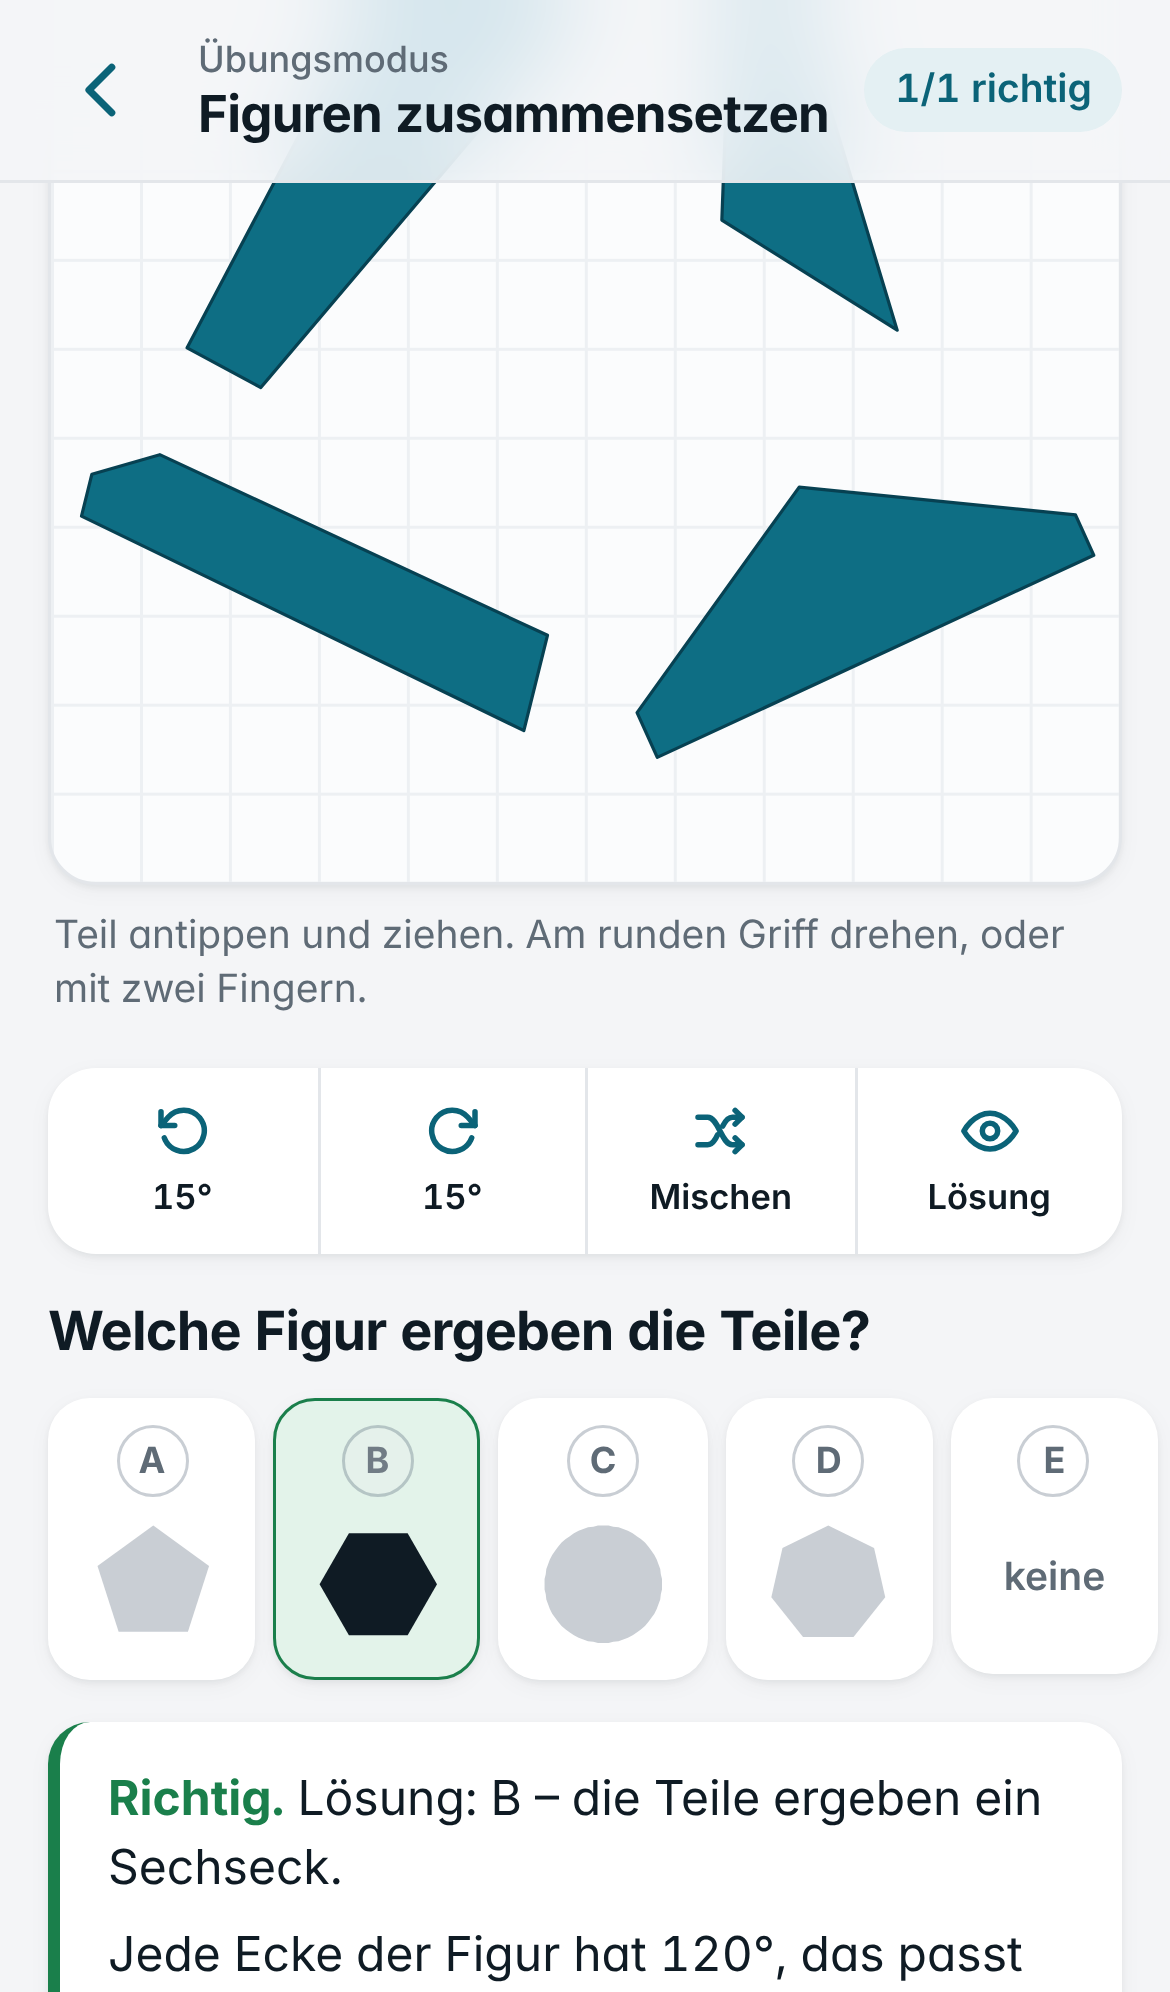 Übungsmodus
Figuren zusammensetzen
1/1 richtig
Teil antippen und ziehen. Am runden Griff drehen, oder
mit zwei Fingern.
15°
15°
Mischen
Lösung
Welche Figur ergeben die Teile?
A
B
C
D
E
keine
Richtig. Lösung: B – die Teile ergeben ein
Sechseck.
Jede Ecke der Figur hat 120°, das passt